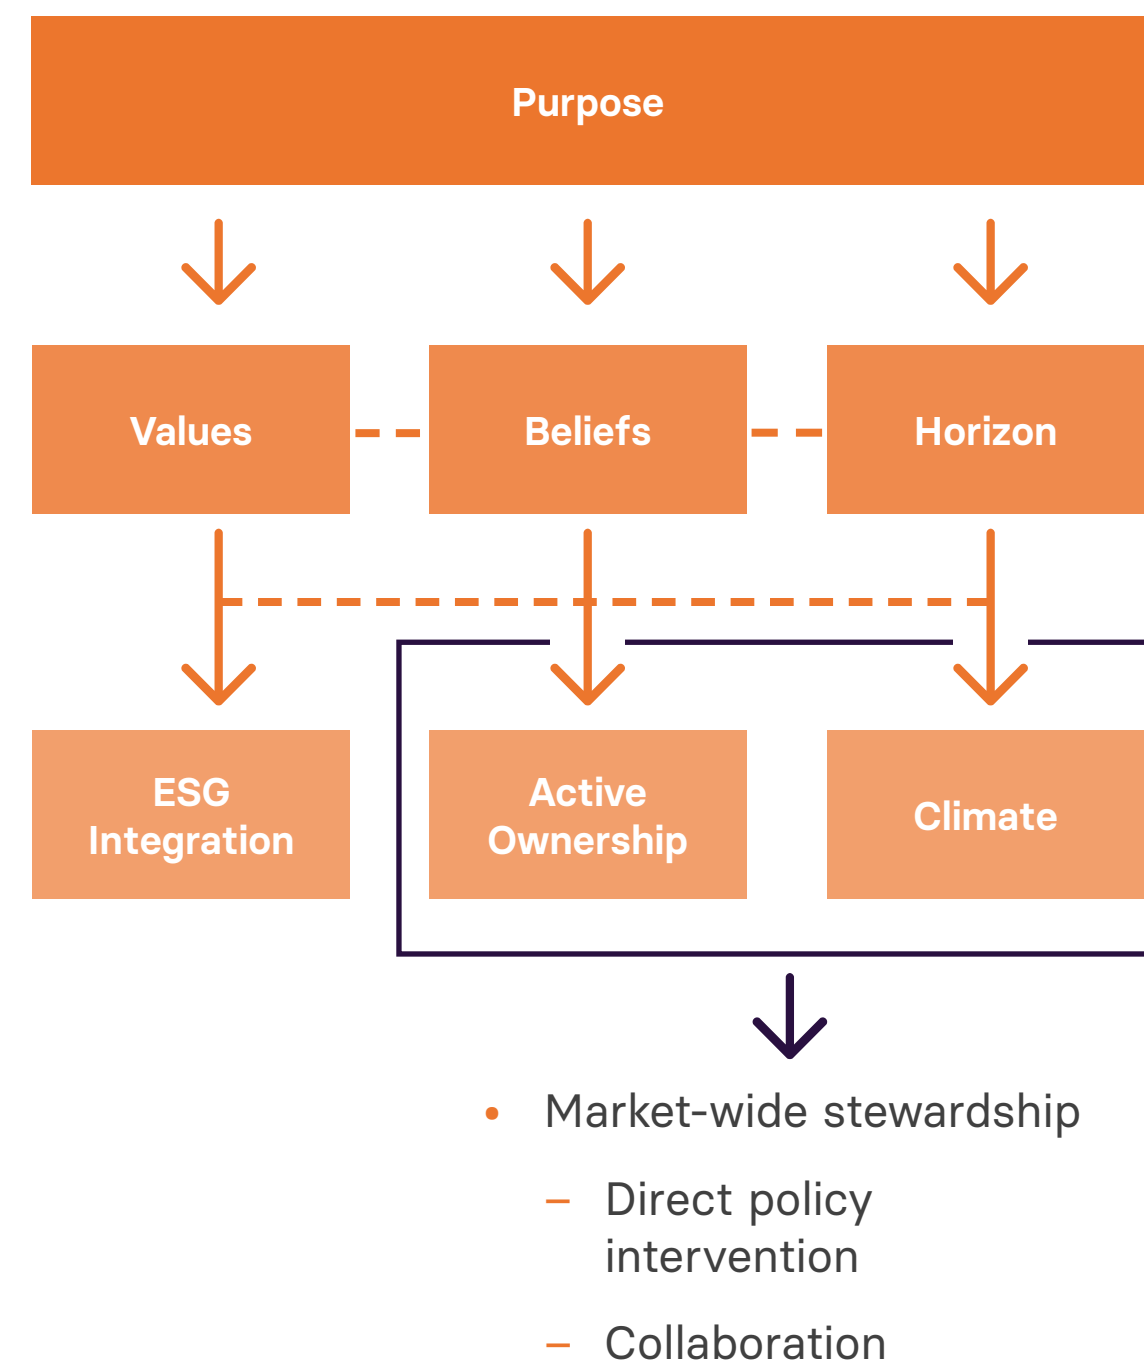 Purpose
Values
Beliefs
Horizon
ESG
Integration
Active
Ownership
Climate
• Market-wide stewardship
– Direct policy
intervention
– Collaboration